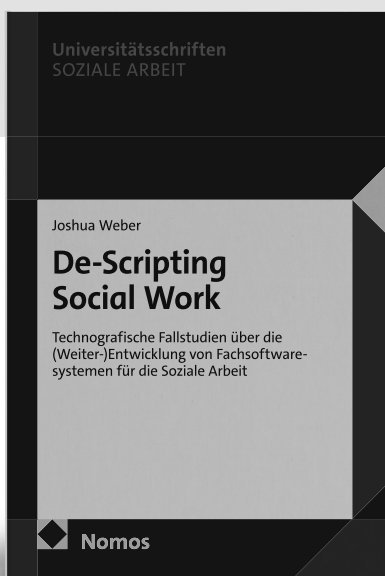 Universitätsschriften
SOZIALE ARBEIT
Joshua Weber
De-Scripting
Social Work
Technografische Fallstudien über die
(Weiter-)Entwicklung von Fachsoftware-
systemen für die Soziale Arbeit
Nomos